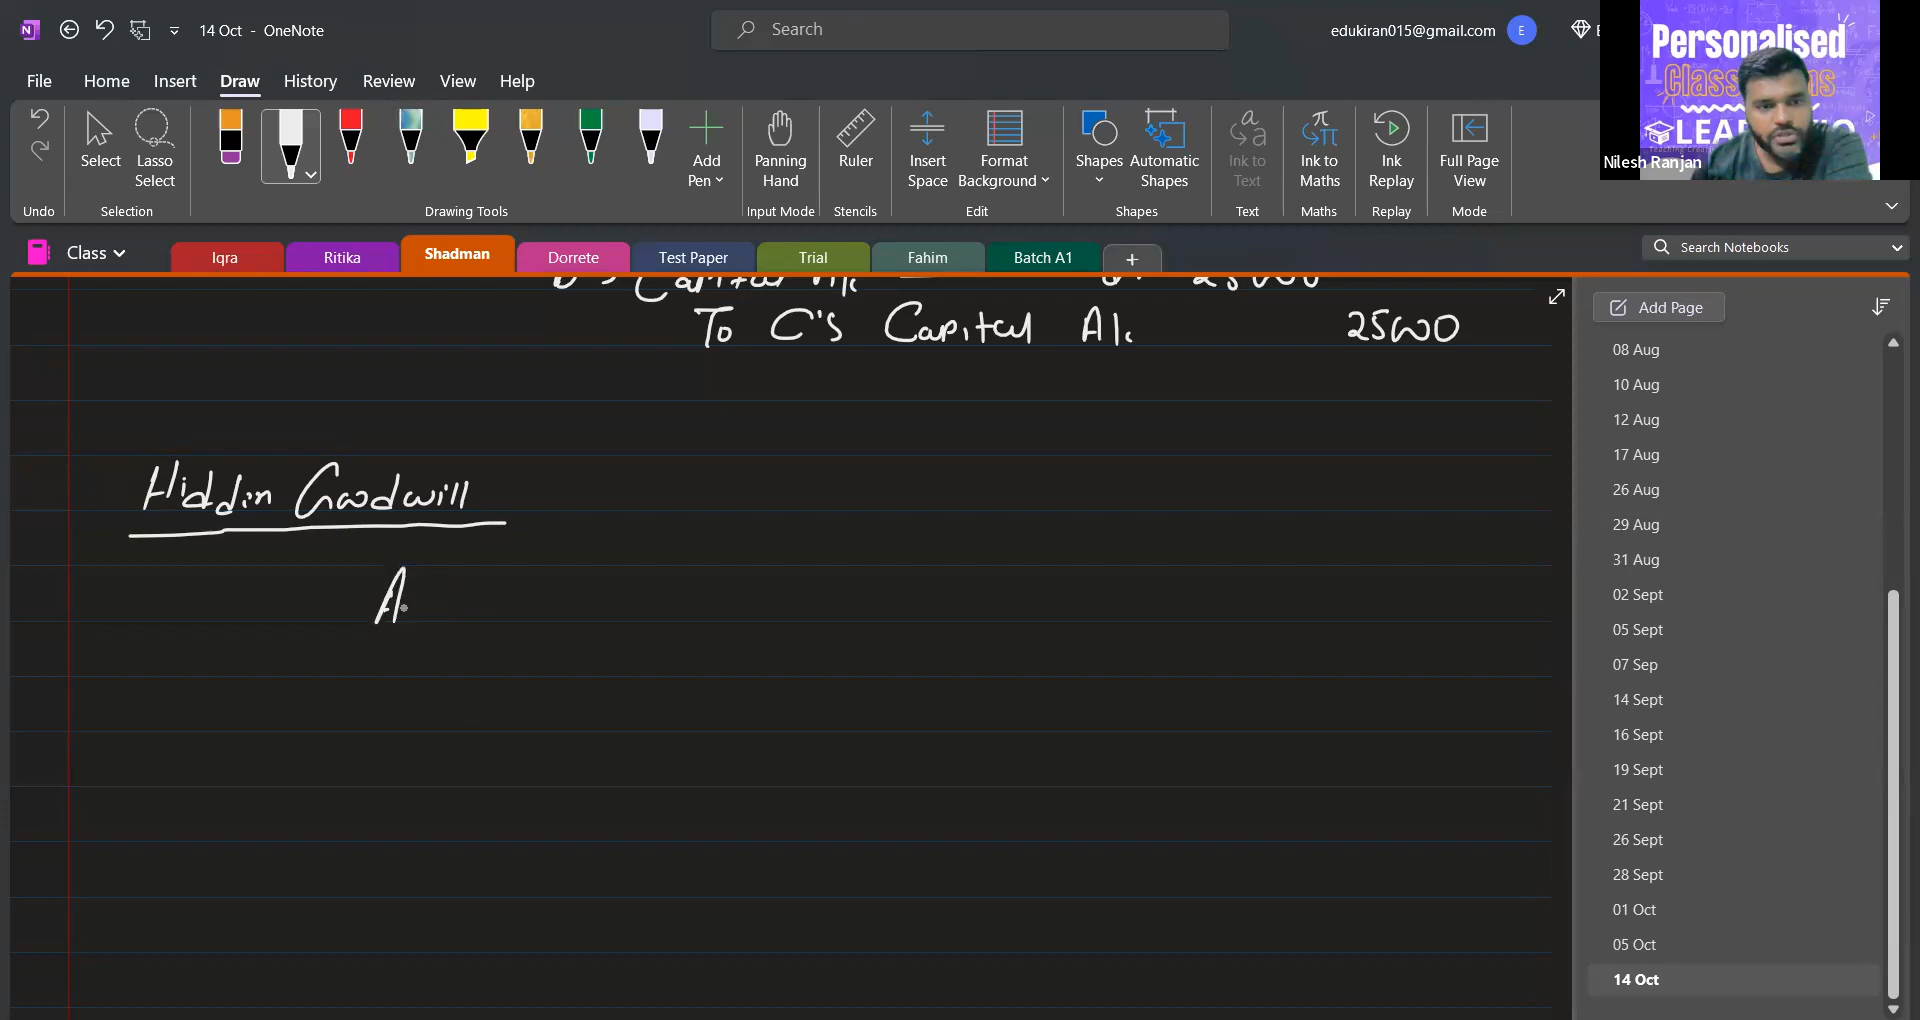 14 Oct - OneNote
Search
edukiran015@gmail.com
E
Personalised
Nilesh Ranjan
File Home Insert Draw History Review View Help
Select
Lasso Select
Add Pen
Panning Hand
Ruler
Insert Space
Format Background
Shapes
Automatic Shapes
Ink to Text
Ink to Maths
Ink Replay
Full Page View
Undo Selection Drawing Tools Input Mode Stencils Edit Shapes Text Maths Replay Mode
Class Iqra Ritika Shadman Dorrete Test Paper Trial Fahim Batch A1 +
Search Notebooks
Add Page
To C's Capital A/c 25000
Hiddin Goodwill
A
08 Aug
10 Aug
12 Aug
17 Aug
26 Aug
29 Aug
31 Aug
02 Sept
05 Sept
07 Sep
14 Sept
16 Sept
19 Sept
21 Sept
26 Sept
28 Sept
01 Oct
05 Oct
14 Oct